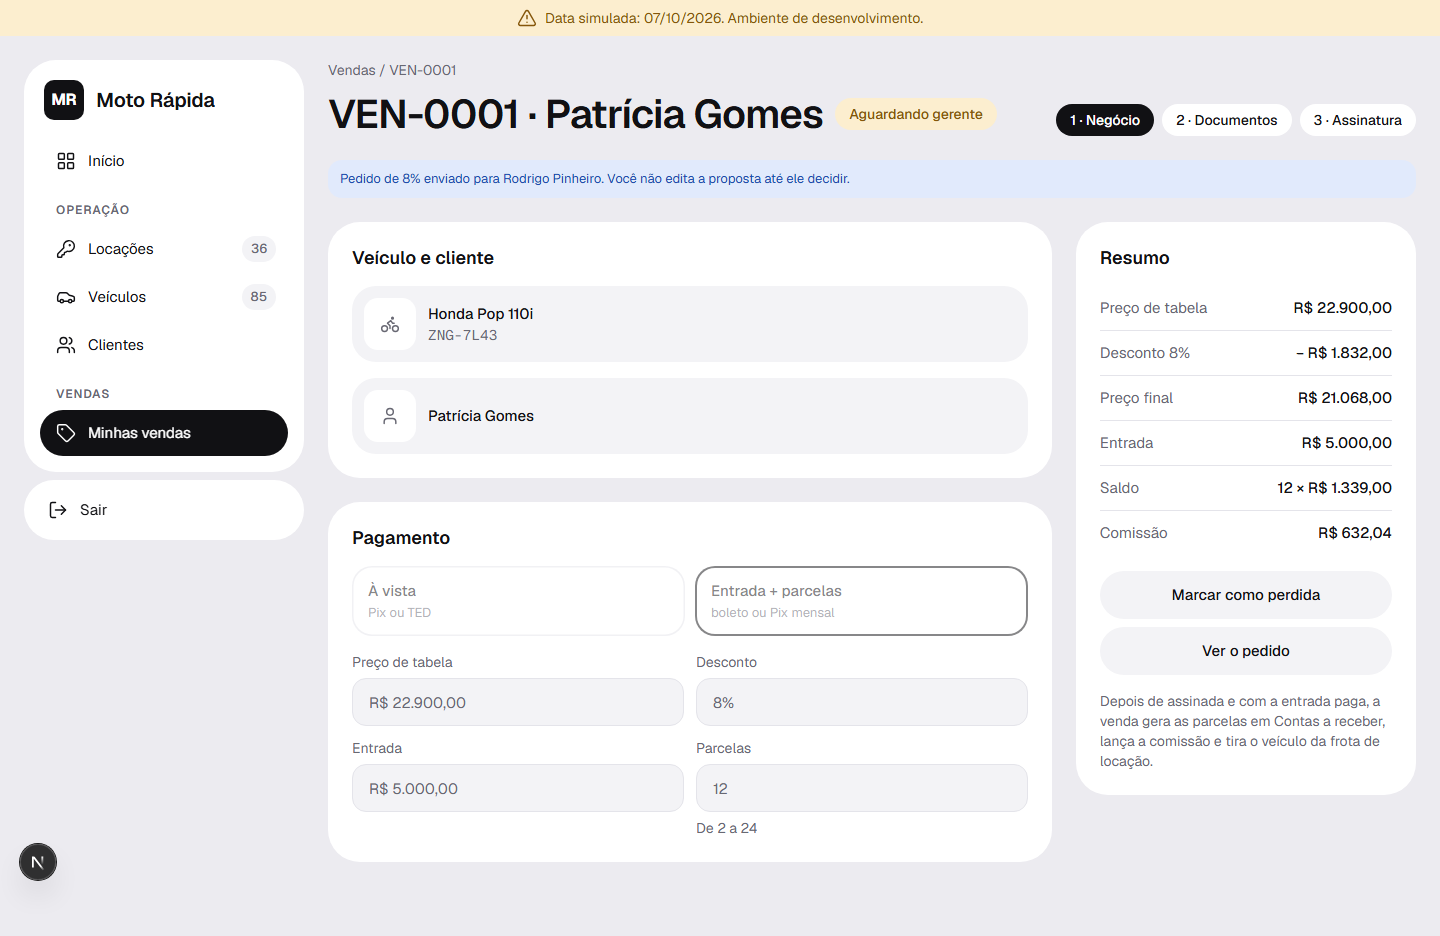 Data simulada: 07/10/2026. Ambiente de desenvolvimento.
MR
Moto Rápida
Início
OPERAÇÃO
Locações
36
Veículos
85
Clientes
VENDAS
Minhas vendas
Sair
Vendas / VEN-0001
VEN-0001 · Patrícia Gomes
Aguardando gerente
1 · Negócio
2 · Documentos
3 · Assinatura
Pedido de 8% enviado para Rodrigo Pinheiro. Você não edita a proposta até ele decidir.
Veículo e cliente
Honda Pop 110i
ZNG-7L43
Patrícia Gomes
Pagamento
À vista
Pix ou TED
Entrada + parcelas
boleto ou Pix mensal
Preço de tabela
Desconto
R$ 22.900,00
8%
Entrada
Parcelas
R$ 5.000,00
12
De 2 a 24
Resumo
Preço de tabela R$ 22.900,00
Desconto 8% − R$ 1.832,00
Preço final R$ 21.068,00
Entrada R$ 5.000,00
Saldo 12 × R$ 1.339,00
Comissão R$ 632,04
Marcar como perdida
Ver o pedido
Depois de assinada e com a entrada paga, a
venda gera as parcelas em Contas a receber,
lança a comissão e tira o veículo da frota de
locação.
N